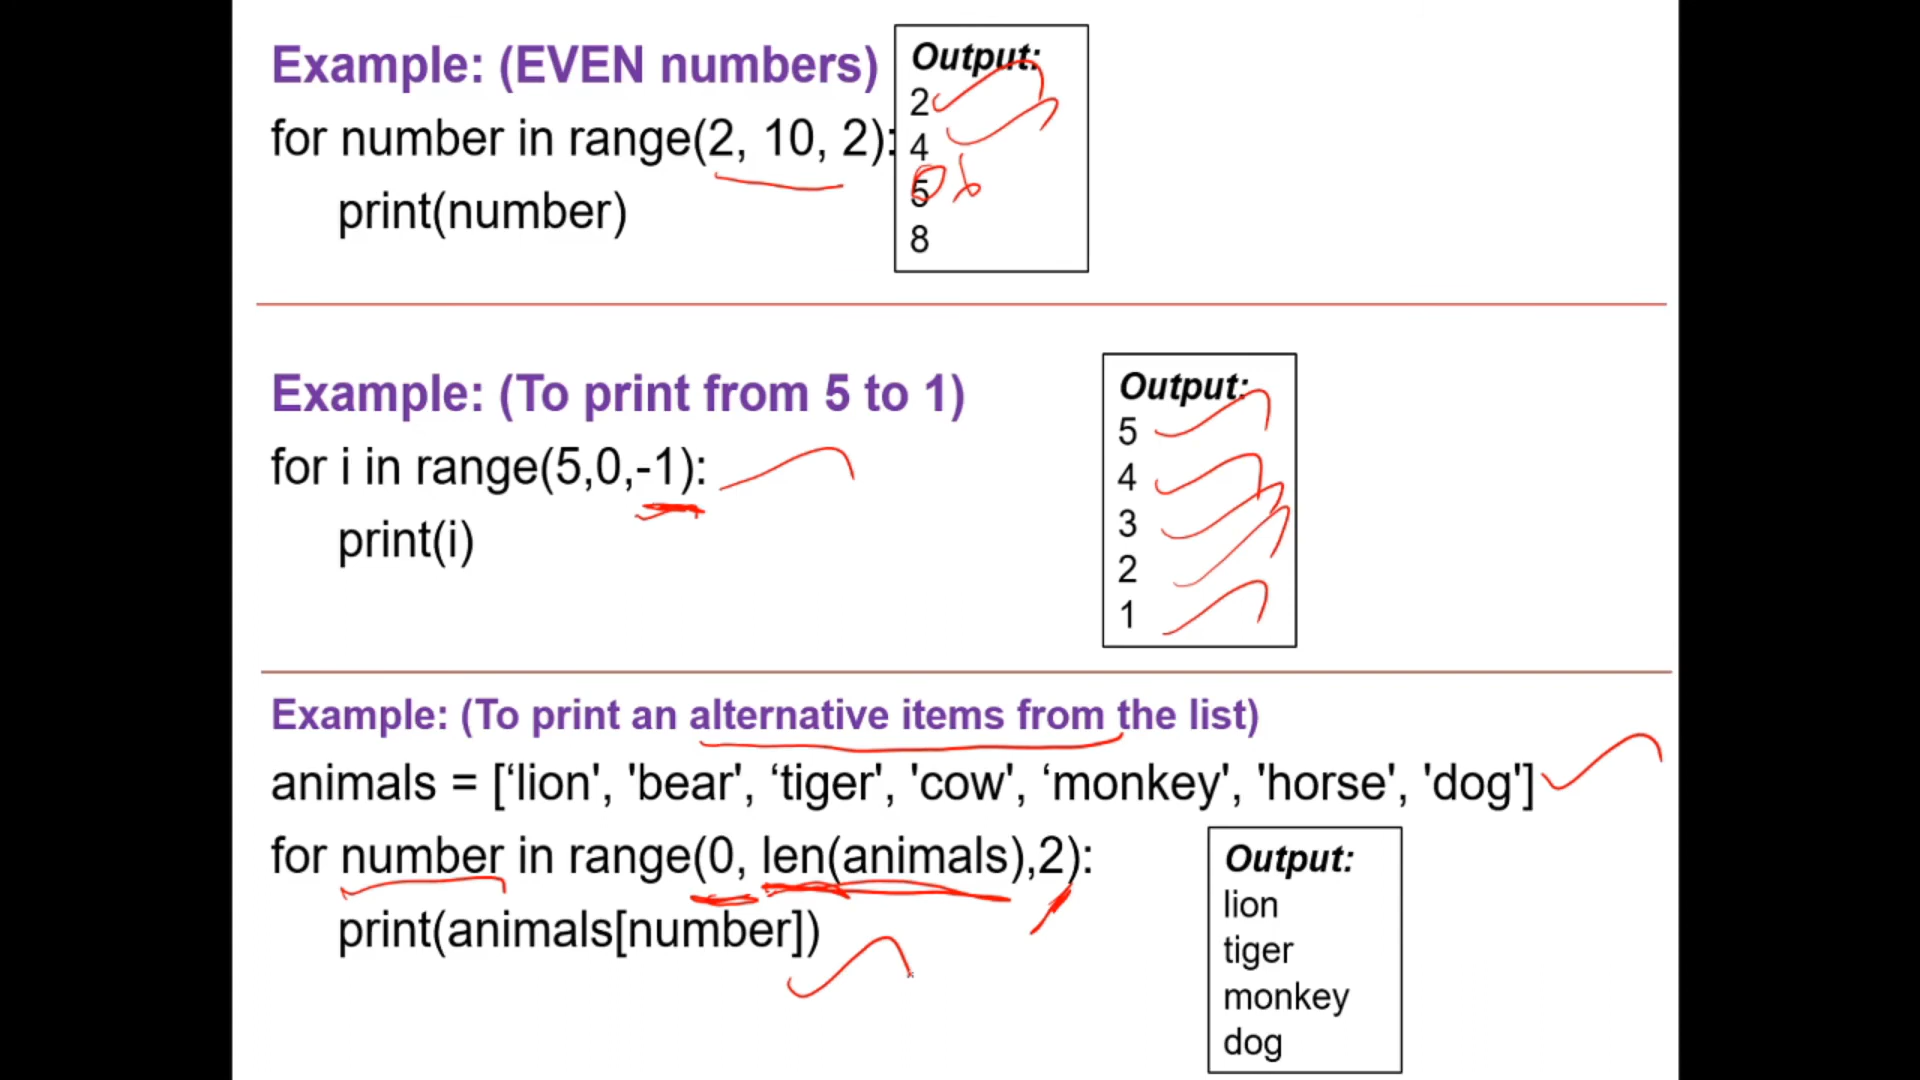 Example: (EVEN numbers)
for number in range(2, 10, 2):
print(number)
Output:
2
4
5 6
8
Example: (To print from 5 to 1)
for i in range(5,0,-1):
print(i)
Output:
5
4
3
2
1
Example: (To print an alternative items from the list)
animals = [‘lion', 'bear', ‘tiger', 'cow', ‘monkey', 'horse', 'dog']
for number in range(0, len(animals),2):
print(animals[number])
Output:
lion
tiger
monkey
dog